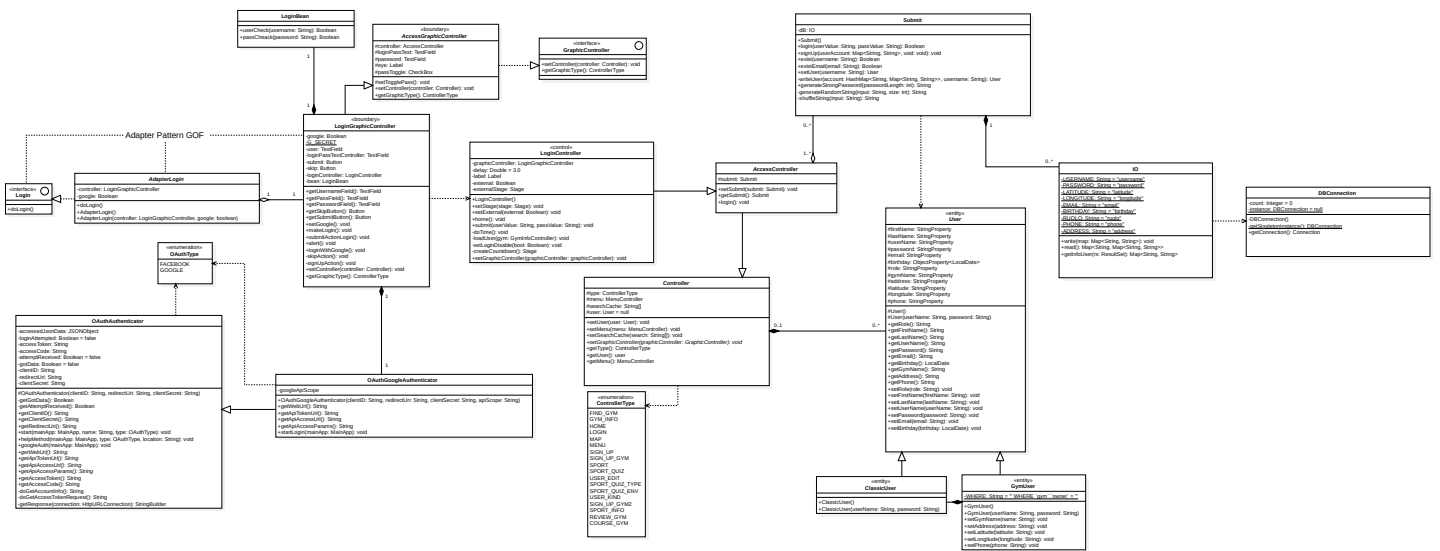 LoginBean
+userCheck(username: String): Boolean
+passCheack(password: String): Boolean
1
1
«boundary»
AccessGraphicController
#controller: AccessController
#loginPassText: TextField
#password: TextField
#eye: Label
#passToggle: CheckBox
#setTogglePass(): void
+setController(controller: Controller): void
+getGraphicType(): ControllerType
«interface»
GraphicController
+setController(controller: Controller): void
+getGraphicType(): ControllerType
Submit
-dB: IO
+Submit()
+login(userValue: String, passValue: String): Boolean
+signUp(userAccount: Map<String, String>, void: void): void
+exist(username: String): Boolean
+existEmail(email: String): Boolean
+setUser(username: String): User
-writeUser(account: HashMap<String, Map<String, String>>, username: String): User
+generateStrongPassword(passwordLength: int): String
-generateRandomString(input: String, size: int): String
-shuffleString(input: String): String
0..*
1..*
1
0..*
Adapter Pattern GOF
«interface»
Login
+doLogin()
AdapterLogin
-controller: LoginGraphicController
-google: Boolean
+doLogin()
+AdapterLogin()
+AdapterLogin(controller: LoginGraphicController, google: boolean)
1
1
«boundary»
LoginGraphicController
-google: Boolean
-G_SECRET
-user: TextField
-loginPassTextController: TextField
-submit: Button
-skip: Button
-loginController: LoginController
-bean: LoginBean
+getUsernameField(): TextField
+getPassField(): TextField
+getPasswordField(): TextField
+getSkipButton(): Button
+getSubmitButton(): Button
+setGoogle(): void
+makeLogin(): void
+submitActionLogin(): void
+alert(): void
+loginWithGoogle(): void
-skipAction(): void
-signUpAction(): void
+setController(controller: Controller): void
+getGraphicType(): ControllerType
1
1
«control»
LoginController
-graphicController: LoginGraphicController
-delay: Double = 3.0
-label: Label
-external: Boolean
-externalStage: Stage
+LoginController()
+setStage(stage: Stage): void
+setExternal(external: Boolean): void
+home(): void
+submit(userValue: String, passValue: String): void
-doTime(): void
-loadUser(gym: GymInfoController): void
-setLoginDisable(bool: Boolean): void
-createCountdown(): Stage
+setGraphicController(graphicController: graphicController): void
AccessController
#submit: Submit
+setSubmit(submit: Submit): void
+getSubmit(): Submit
+login(): void
IO
-USERNAME: String = "username"
-PASSWORD: String = "password"
-LATITUDE: String = "latitude"
-LONGITUDE: String = "longitude"
-EMAIL: String = "email"
-BIRTHDAY: String = "birthday"
-RUOLO: String = "ruolo"
-PHONE: String = "phone"
-ADDRESS: String = "address"
+write(map: Map<String, String>): void
+read(): Map<String, Map<String, String>>
+getInfoUser(rs: ResultSet): Map<String, String>
DBConnection
-count: Integer = 0
-instance: DBConnection = null
-DBConnection()
+getSingletonInstance(): DBConnection
+getConnection(): Connection
«enumeration»
OAuthType
FACEBOOK
GOOGLE
OAuthAuthenticator
-accessedJsonData: JSONObject
-loginAttempted: Boolean = false
-accessToken: String
-accessCode: String
-attemptReceived: Boolean = false
-gotData: Boolean = false
-clientID: String
-redirectUri: String
-clientSecret: String
#OAuthAuthenticator(clientID: String, redirectUri: String, clientSecret: String)
-getGotData(): Boolean
-getAttemptReceived(): Boolean
+getClientID(): String
+getClientSecret(): String
+getRedirectUri(): String
+start(mainApp: MainApp, name: String, type: OAuthType): void
+helpMethod(mainApp: MainApp, type: OAuthType, location: String): void
+googleAuth(mainApp: MainApp): void
+getWebUrl(): String
+getApiTokenUrl(): String
+getApiAccessUrl(): String
+getApiAccessParams(): String
+getAccessToken(): String
+getAccessCode(): String
-doGetAccountInfo(): String
-doGetAccessTokenRequest(): String
-getResponse(connection: HttpURLConnection): StringBuilder
OAuthGoogleAuthenticator
-googleApiScope
+OAuthGoogleAuthenticator(clientID: String, redirectUri: String, clientSecret: String, apiScope: String)
+getWebUrl(): String
+getApiTokenUrl(): String
+getApiAccessUrl(): String
+getApiAccessParams(): String
+startLogin(mainApp: MainApp)
Controller
#type: ControllerType
#menu: MenuController
#searchCache: String[]
#user: User = null
+setUser(user: User): void
+setMenu(menu: MenuController): void
+setSearchCache(search: String[]): void
+setGraphicController(graphicController: GraphicController): void
+getType(): ControllerType
+getUser(): user
+getMenu(): MenuController
0..1
0..*
«enumeration»
ControllerType
FIND_GYM
GYM_INFO
HOME
LOGIN
MAP
MENU
SIGN_UP
SIGN_UP_GYM
SPORT
SPORT_QUIZ
USER_EDIT
SPORT_QUIZ_TYPE
SPORT_QUIZ_ENV
USER_KIND
SIGN_UP_GYM2
SPORT_INFO
REVIEW_GYM
COURSE_GYM
«entity»
User
#firstName: StringProperty
#lastName: StringProperty
#userName: StringProperty
#password: StringProperty
#email: StringProperty
#birthday: ObjectProperty<LocalDate>
#role: StringProperty
#gymName: StringProperty
#address: StringProperty
#latitude: StringProperty
#longitude: StringProperty
#phone: StringProperty
#User()
#User(userName: String, password: String)
+getRole(): String
+getFirstName(): String
+getLastName(): String
+getUserName(): String
+getPassword(): String
+getEmail(): String
+getBirthday(): LocalDate
+getGymName(): String
+getAddress(): String
+getPhone(): String
+setRole(role: String): void
+setFirstName(firstName: String): void
+setLastName(lastName: String): void
+setUserName(userName: String): void
+setPassword(password: String): void
+setEmail(email: String): void
+setBirthday(birthday: LocalDate): void
«entity»
ClassicUser
+ClassicUser()
+ClassicUser(userName: String, password: String)
«entity»
GymUser
+GymUser()
+GymUser(userName: String, password: String)
+setGymName(name: String): void
+setAddress(address: String): void
+setLatitude(latitude: String): void
+setLongitude(longitude: String): void
+setPhone(phone: String): void